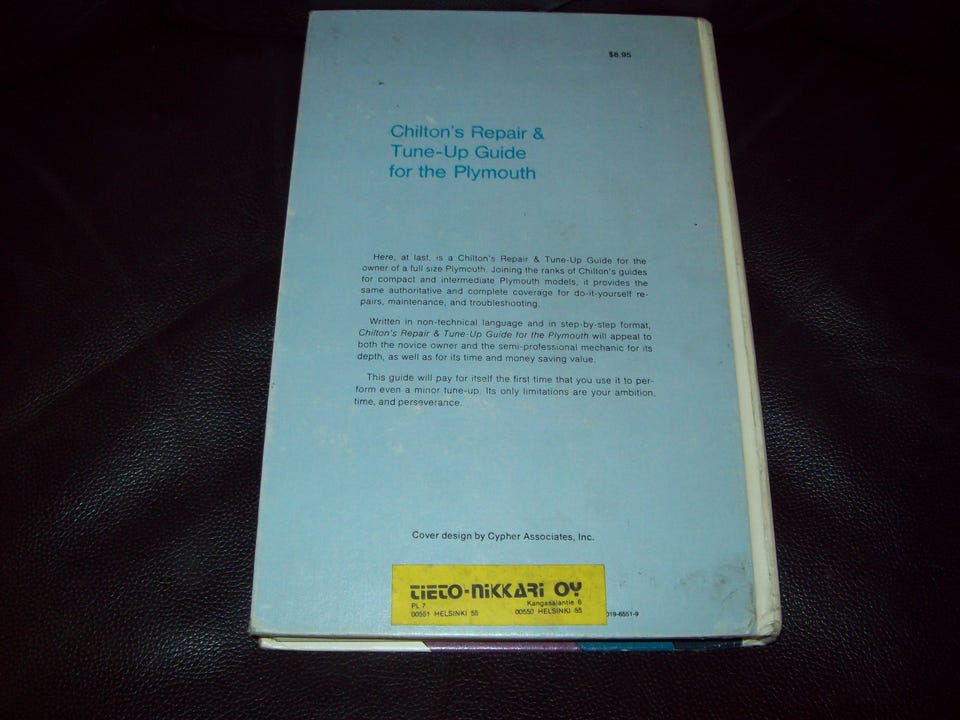 $8.95
Chilton's Repair &
Tune-Up Guide
for the Plymouth
Here, at last, is a Chilton's Repair & Tune-Up Guide for the
owner of a full size Plymouth. Joining the ranks of Chilton's guides
for compact and intermediate Plymouth models, it provides the
same authoritative and complete coverage for do-it-yourself re-
pairs, maintenance, and troubleshooting.
Written in non-technical language and in step-by-step format,
Chilton's Repair & Tune-Up Guide for the Plymouth will appeal to
both the novice owner and the semi-professional mechanic for its
depth, as well as for its time and money saving value.
This guide will pay for itself the first time that you use it to per-
form even a minor tune-up. Its only limitations are your ambition,
time, and perseverance.
Cover design by Cypher Associates, Inc.
TIETO-NIKKARI OY
PL 7 Kangasalantie 6
00551 HELSINKI 55 00550 HELSINKI 55
019-6551-9